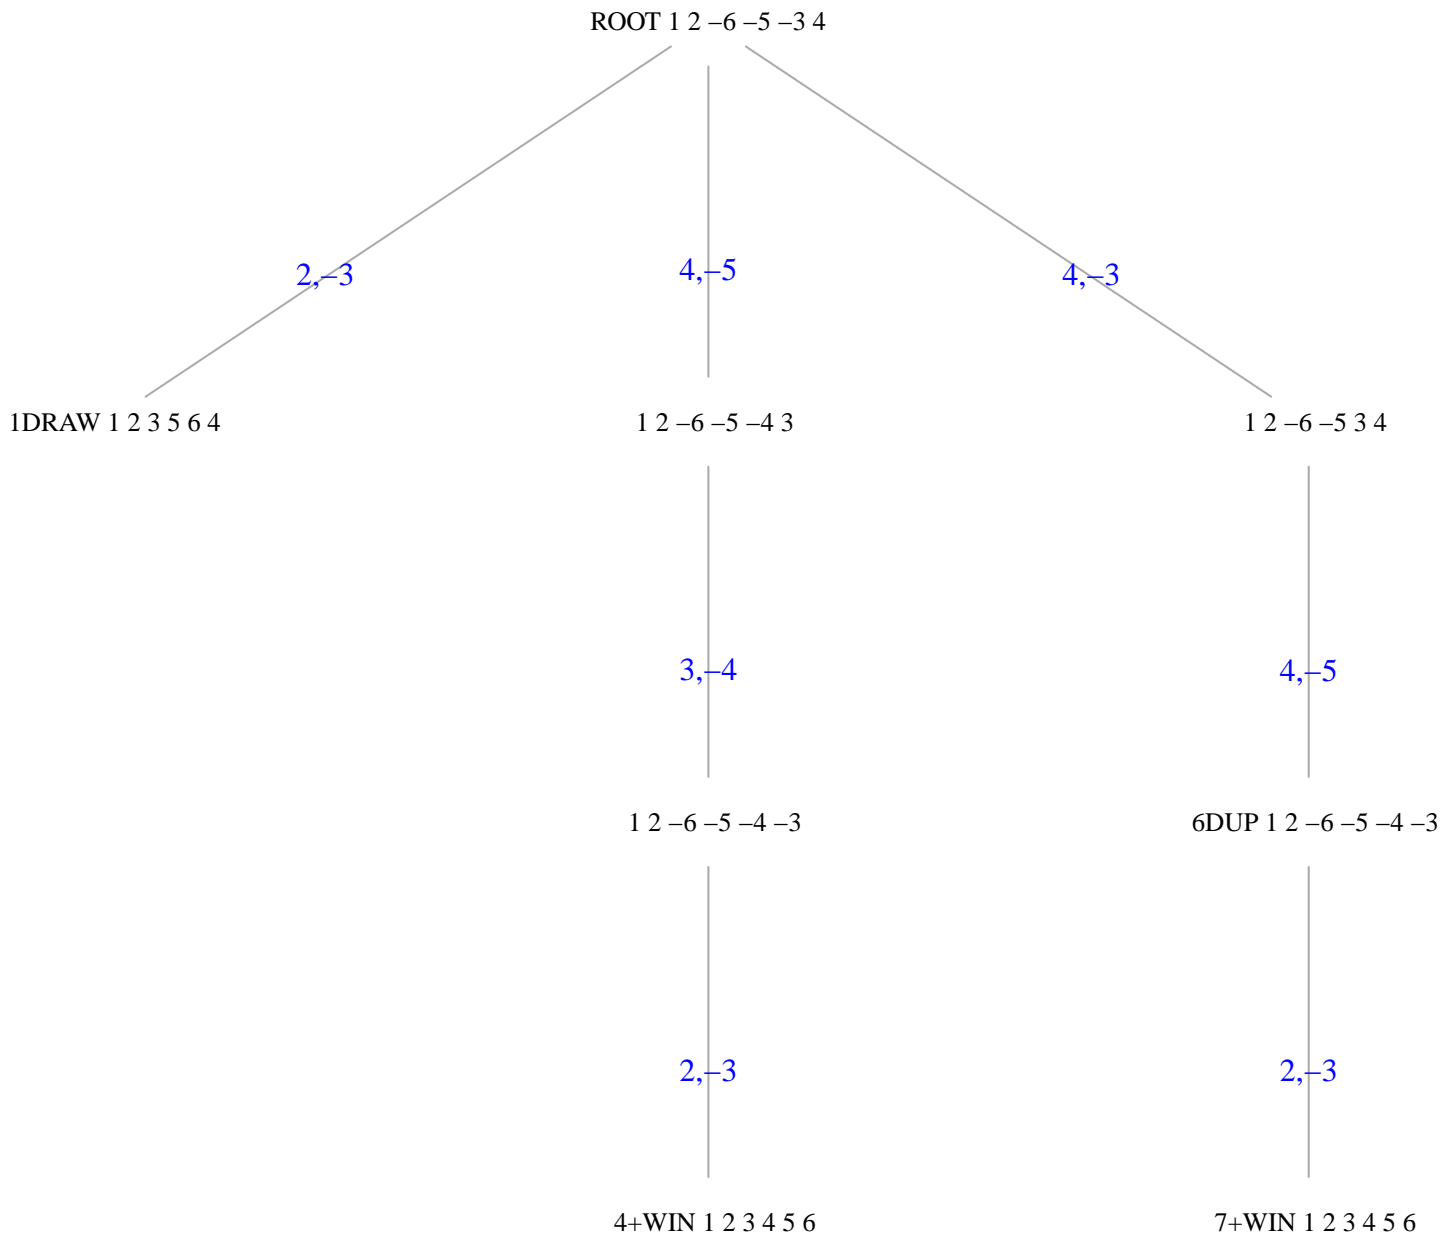 ROOT 1 2 –6 –5 –3 4
2,–3
4,–5
4,–3
1DRAW 1 2 3 5 6 4
1 2 –6 –5 –4 3
1 2 –6 –5 3 4
3,–4
4,–5
1 2 –6 –5 –4 –3
6DUP 1 2 –6 –5 –4 –3
2,–3
2,–3
4+WIN 1 2 3 4 5 6
7+WIN 1 2 3 4 5 6